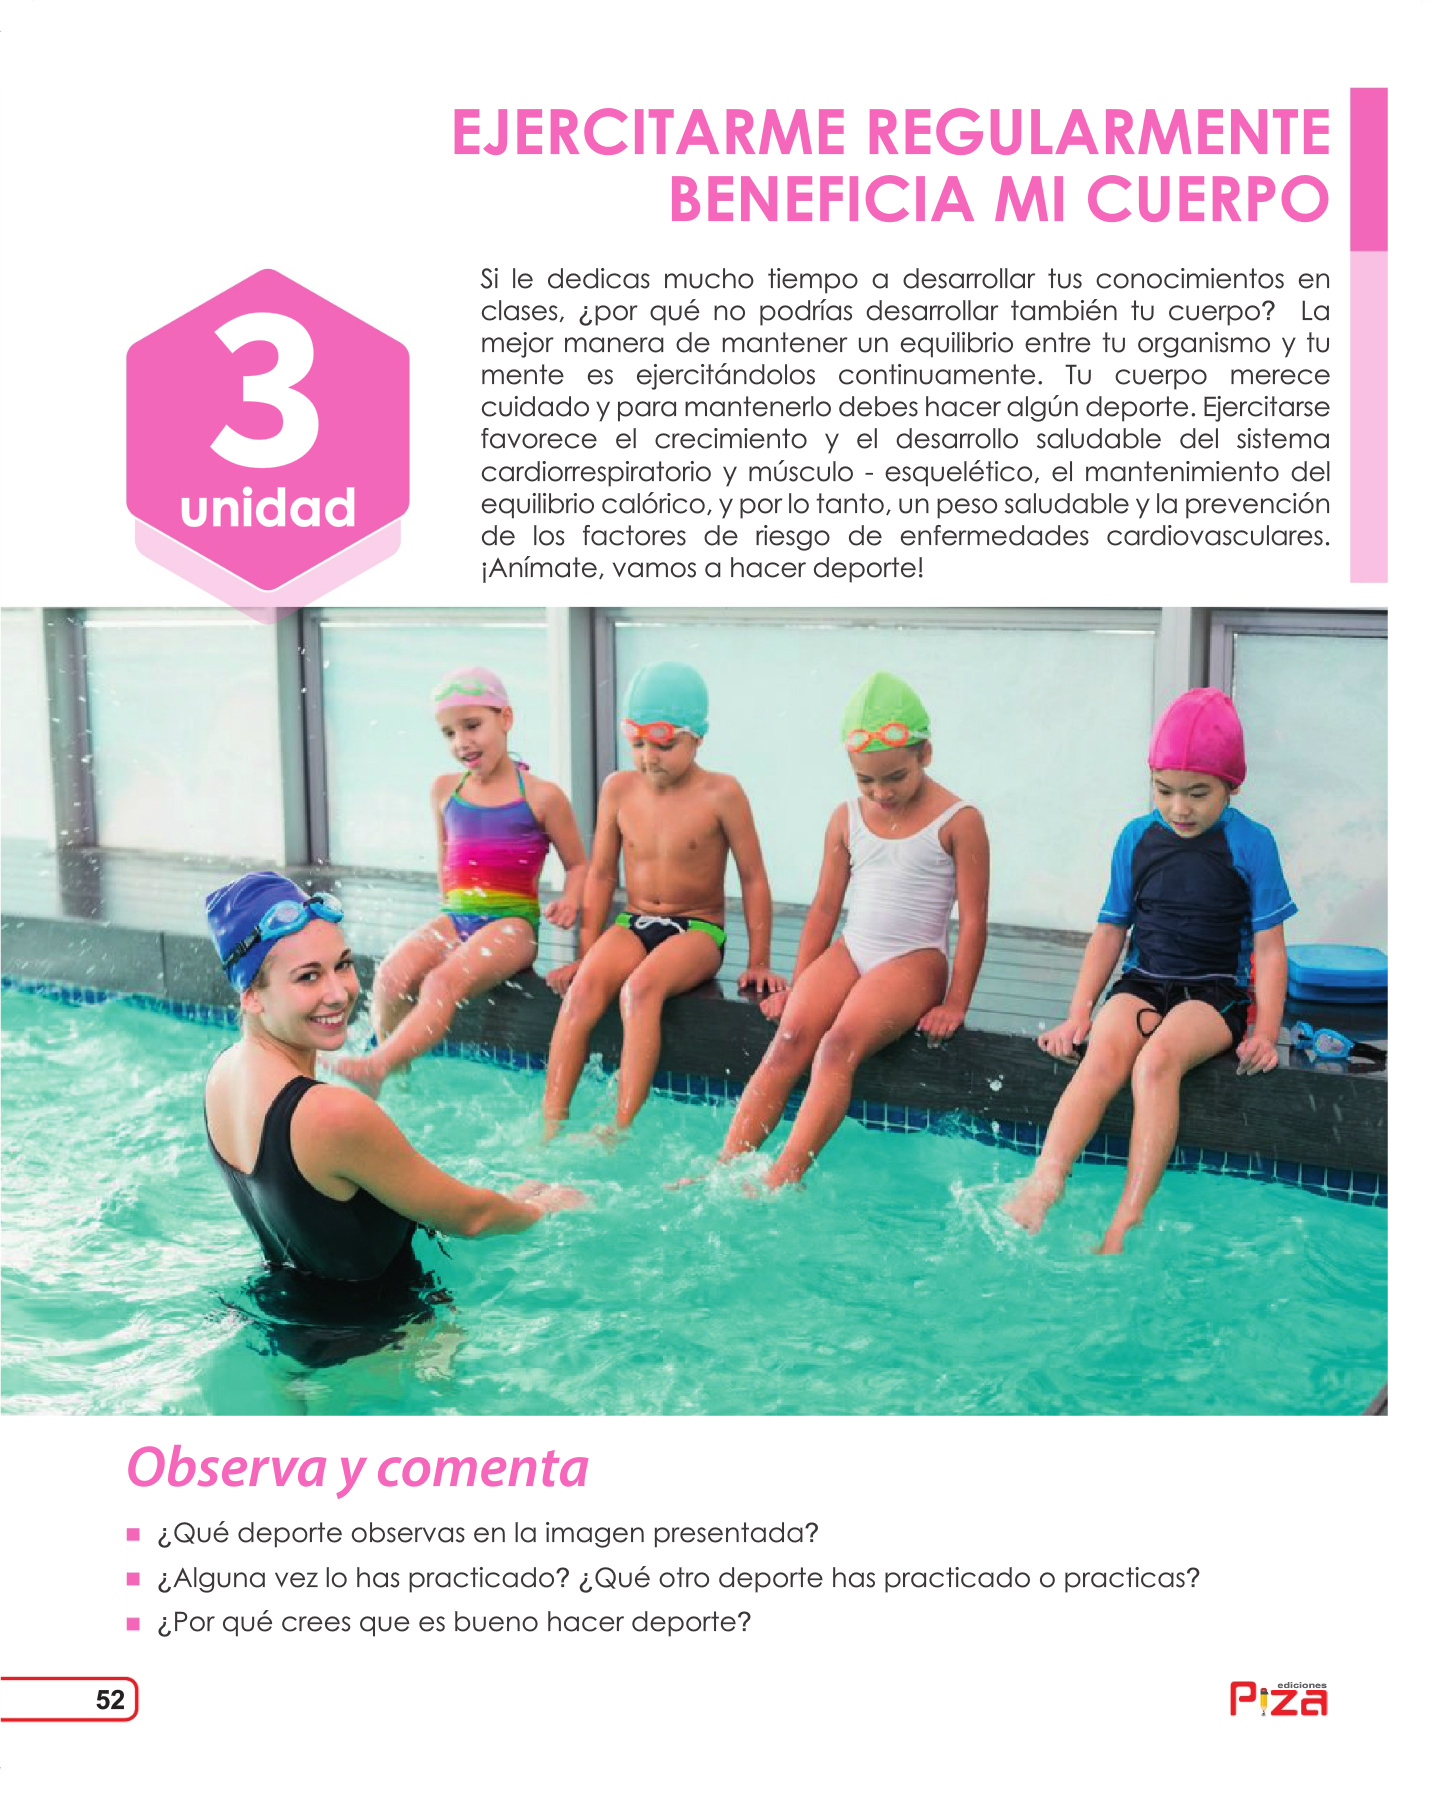 EJERCITARME REGULARMENTE
BENEFICIA MI CUERPO
3
unidad
Si le dedicas mucho tiempo a desarrollar tus conocimientos en
clases, ¿por qué no podrías desarrollar también tu cuerpo? La
mejor manera de mantener un equilibrio entre tu organismo y tu
mente es ejercitándolos continuamente. Tu cuerpo merece
cuidado y para mantenerlo debes hacer algún deporte. Ejercitarse
favorece el crecimiento y el desarrollo saludable del sistema
cardiorrespiratorio y músculo - esquelético, el mantenimiento del
equilibrio calórico, y por lo tanto, un peso saludable y la prevención
de los factores de riesgo de enfermedades cardiovasculares.
¡Anímate, vamos a hacer deporte!
Observa y comenta
¿Qué deporte observas en la imagen presentada?
¿Alguna vez lo has practicado? ¿Qué otro deporte has practicado o practicas?
¿Por qué crees que es bueno hacer deporte?
52
ediciones
Piza